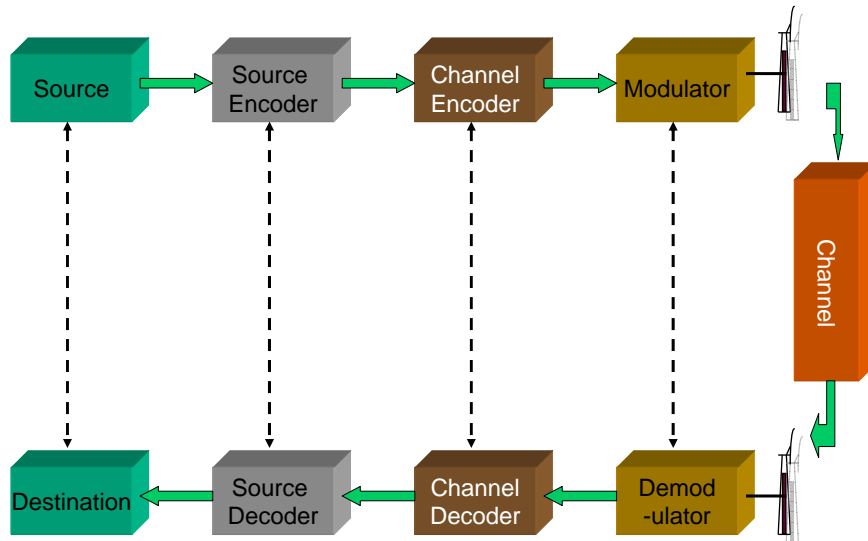 Source
Source
Encoder
Channel
Encoder
Modulator
Channel
Destination
Source
Decoder
Channel
Decoder
Demod
-ulator